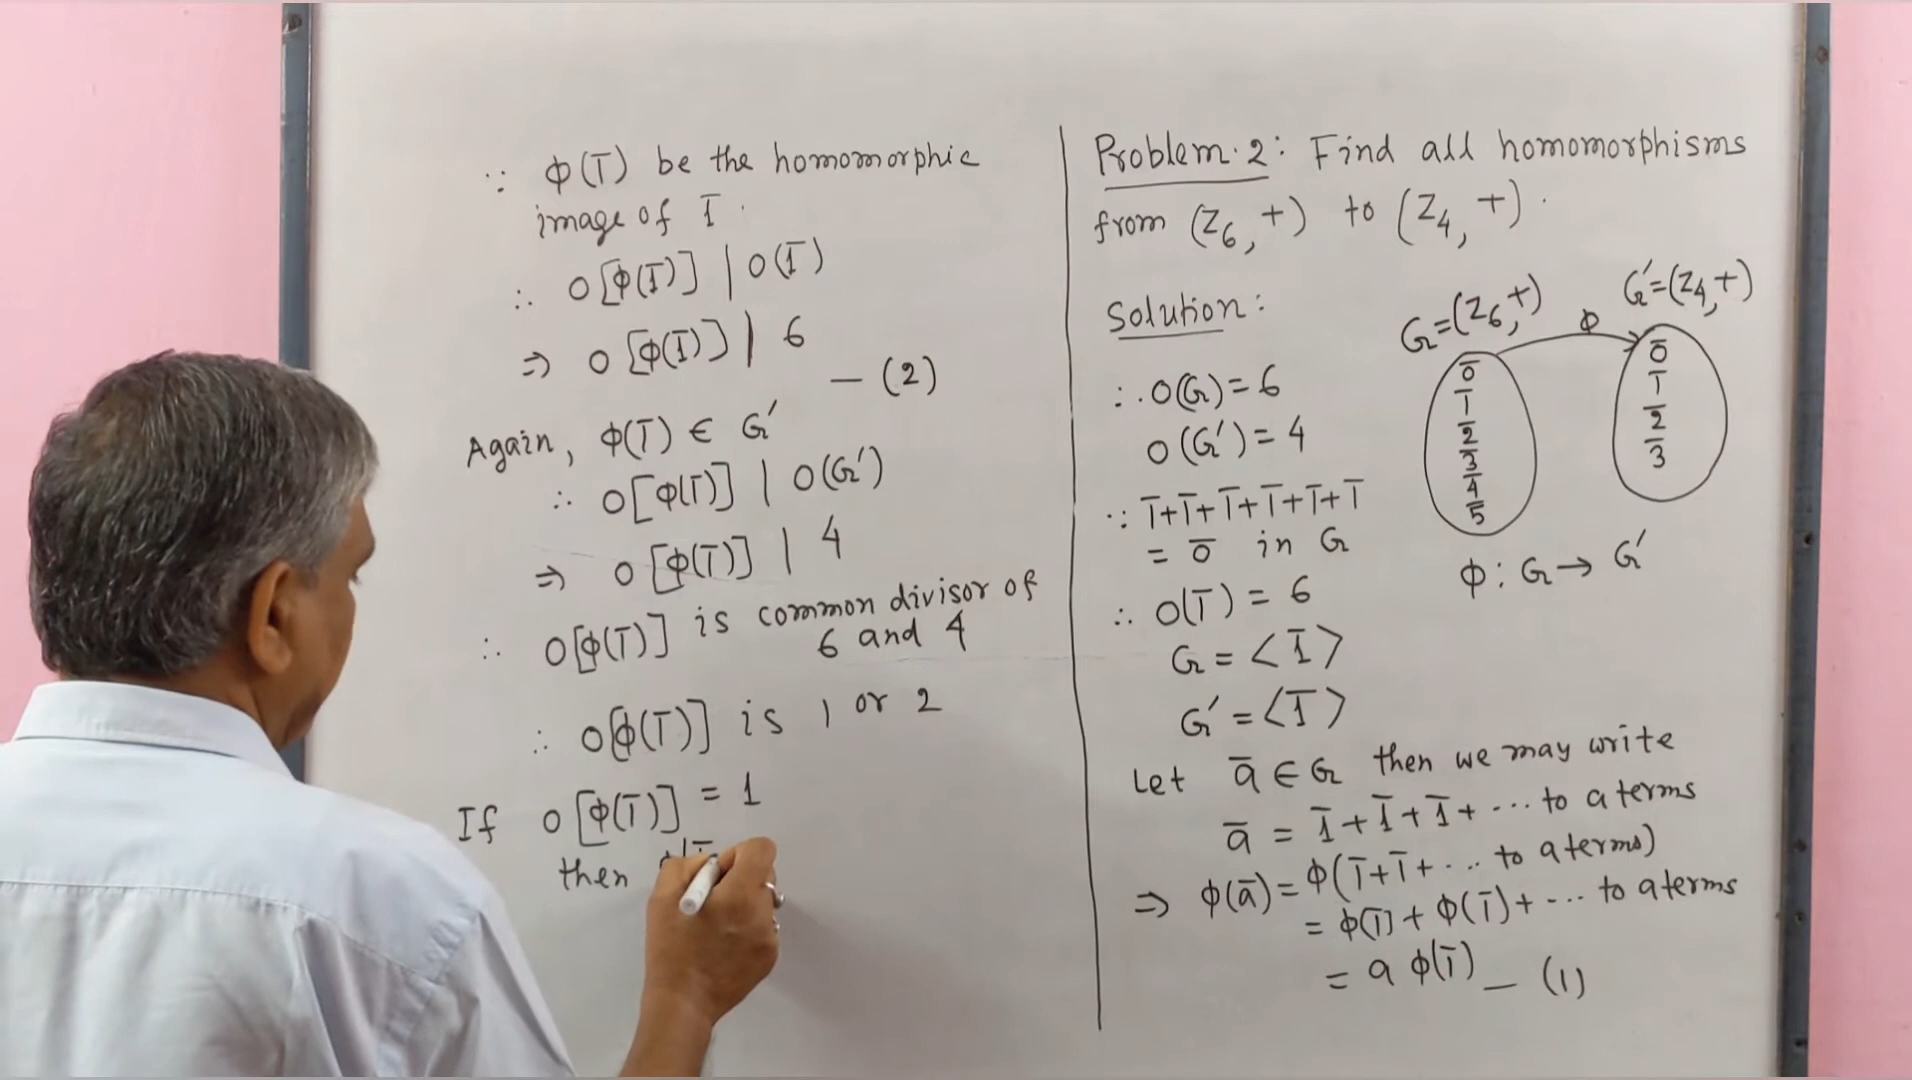 Problem.2: Find all homomorphisms
from (Z₆, +) to (Z₄, +).
Solution:
G=(Z₆,+)
ϕ
G'=(Z₄,+)
0̅
1̅
2̅
3̅
4̅
5̅
0̅
1̅
2̅
3̅
ϕ : G → G'
∴ O(G) = 6
O(G') = 4
∵ 1̅+1̅+1̅+1̅+1̅+1̅
= 0̅ in G
∴ O(1̅) = 6
G = <1̅>
G' = <1̅>
Let a̅ ∈ G then we may write
a̅ = 1̅+1̅+1̅+ ... to a terms
⇒ ϕ(a̅) = ϕ(1̅+1̅+ ... to a terms)
= ϕ(1̅) + ϕ(1̅) + ... to a terms
= a ϕ(1̅) — (1)
∵ ϕ(1̅) be the homomorphic
image of 1̅.
∴ O[ϕ(1̅)] | O(1̅)
⇒ O[ϕ(1̅)] | 6
— (2)
Again, ϕ(1̅) ∈ G'
∴ O[ϕ(1̅)] | O(G')
⇒ O[ϕ(1̅)] | 4
∴ O[ϕ(1̅)] is common divisor of
6 and 4
∴ O[ϕ(1̅)] is 1 or 2
If O[ϕ(1̅)] = 1
then